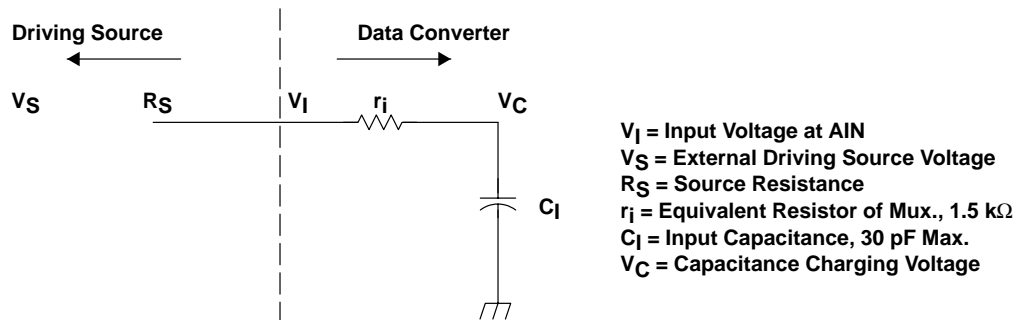 Driving Source
Data Converter
VS
RS
VI
ri
VC
CI
VI = Input Voltage at AIN
VS = External Driving Source Voltage
RS = Source Resistance
ri = Equivalent Resistor of Mux., 1.5 kΩ
CI = Input Capacitance, 30 pF Max.
VC = Capacitance Charging Voltage